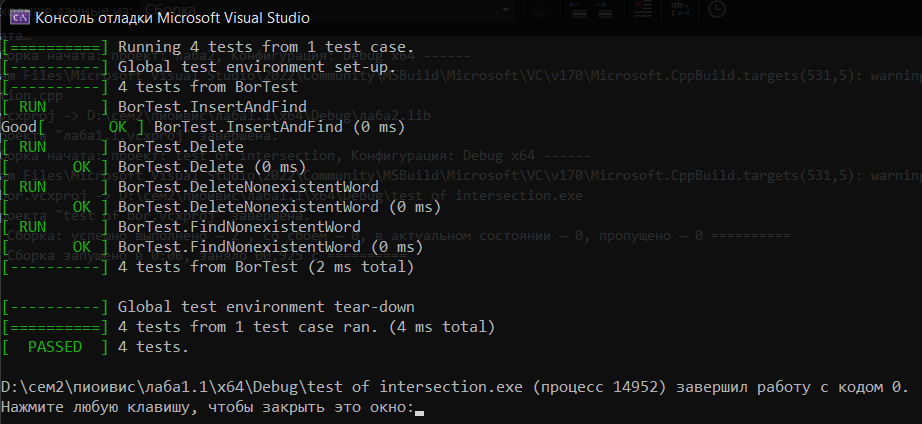 Консоль отладки Microsoft Visual Studio
[==========] Running 4 tests from 1 test case.
[----------] Global test environment set-up.
[----------] 4 tests from BorTest
[ RUN      ] BorTest.InsertAndFind
Good[       OK ] BorTest.InsertAndFind (0 ms)
[ RUN      ] BorTest.Delete
[       OK ] BorTest.Delete (0 ms)
[ RUN      ] BorTest.DeleteNonexistentWord
[       OK ] BorTest.DeleteNonexistentWord (0 ms)
[ RUN      ] BorTest.FindNonexistentWord
[       OK ] BorTest.FindNonexistentWord (0 ms)
[----------] 4 tests from BorTest (2 ms total)
[----------] Global test environment tear-down
[==========] 4 tests from 1 test case ran. (4 ms total)
[  PASSED  ] 4 tests.
D:\сем2\пиоивис\лаба1.1\x64\Debug\test of intersection.exe (процесс 14952) завершил работу с кодом 0.
Нажмите любую клавишу, чтобы закрыть это окно: